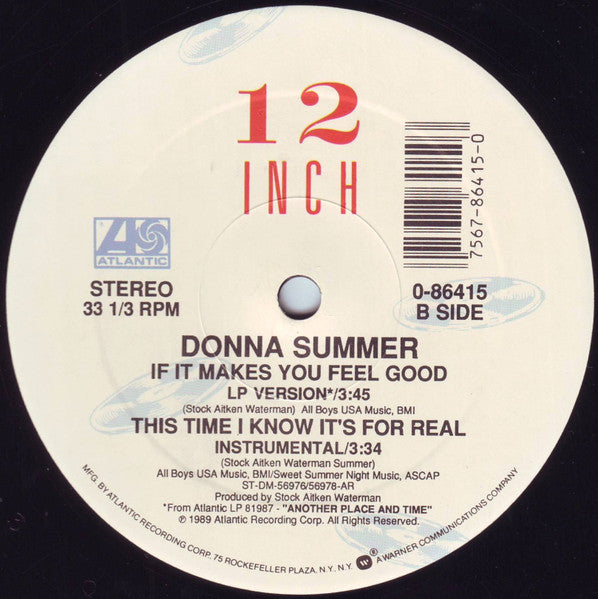 12
INCH
7567-86415-0
ATLANTIC
STEREO
33 1/3 RPM
0-86415
B SIDE
DONNA SUMMER
IF IT MAKES YOU FEEL GOOD
LP VERSION*/3:45
(Stock Aitken Waterman) All Boys USA Music, BMI
THIS TIME I KNOW IT'S FOR REAL
INSTRUMENTAL/3:34
(Stock Aitken Waterman Summer)
All Boys USA Music, BMI/Sweet Summer Night Music, ASCAP
ST-DM-56976/56978-AR
Produced by Stock Aitken Waterman
*From Atlantic LP 81987 - "ANOTHER PLACE AND TIME"
℗ 1989 Atlantic Recording Corp. All Rights Reserved.
MFG. BY ATLANTIC RECORDING CORP. 75 ROCKEFELLER PLAZA, N.Y. N.Y. W ® A WARNER COMMUNICATIONS COMPANY